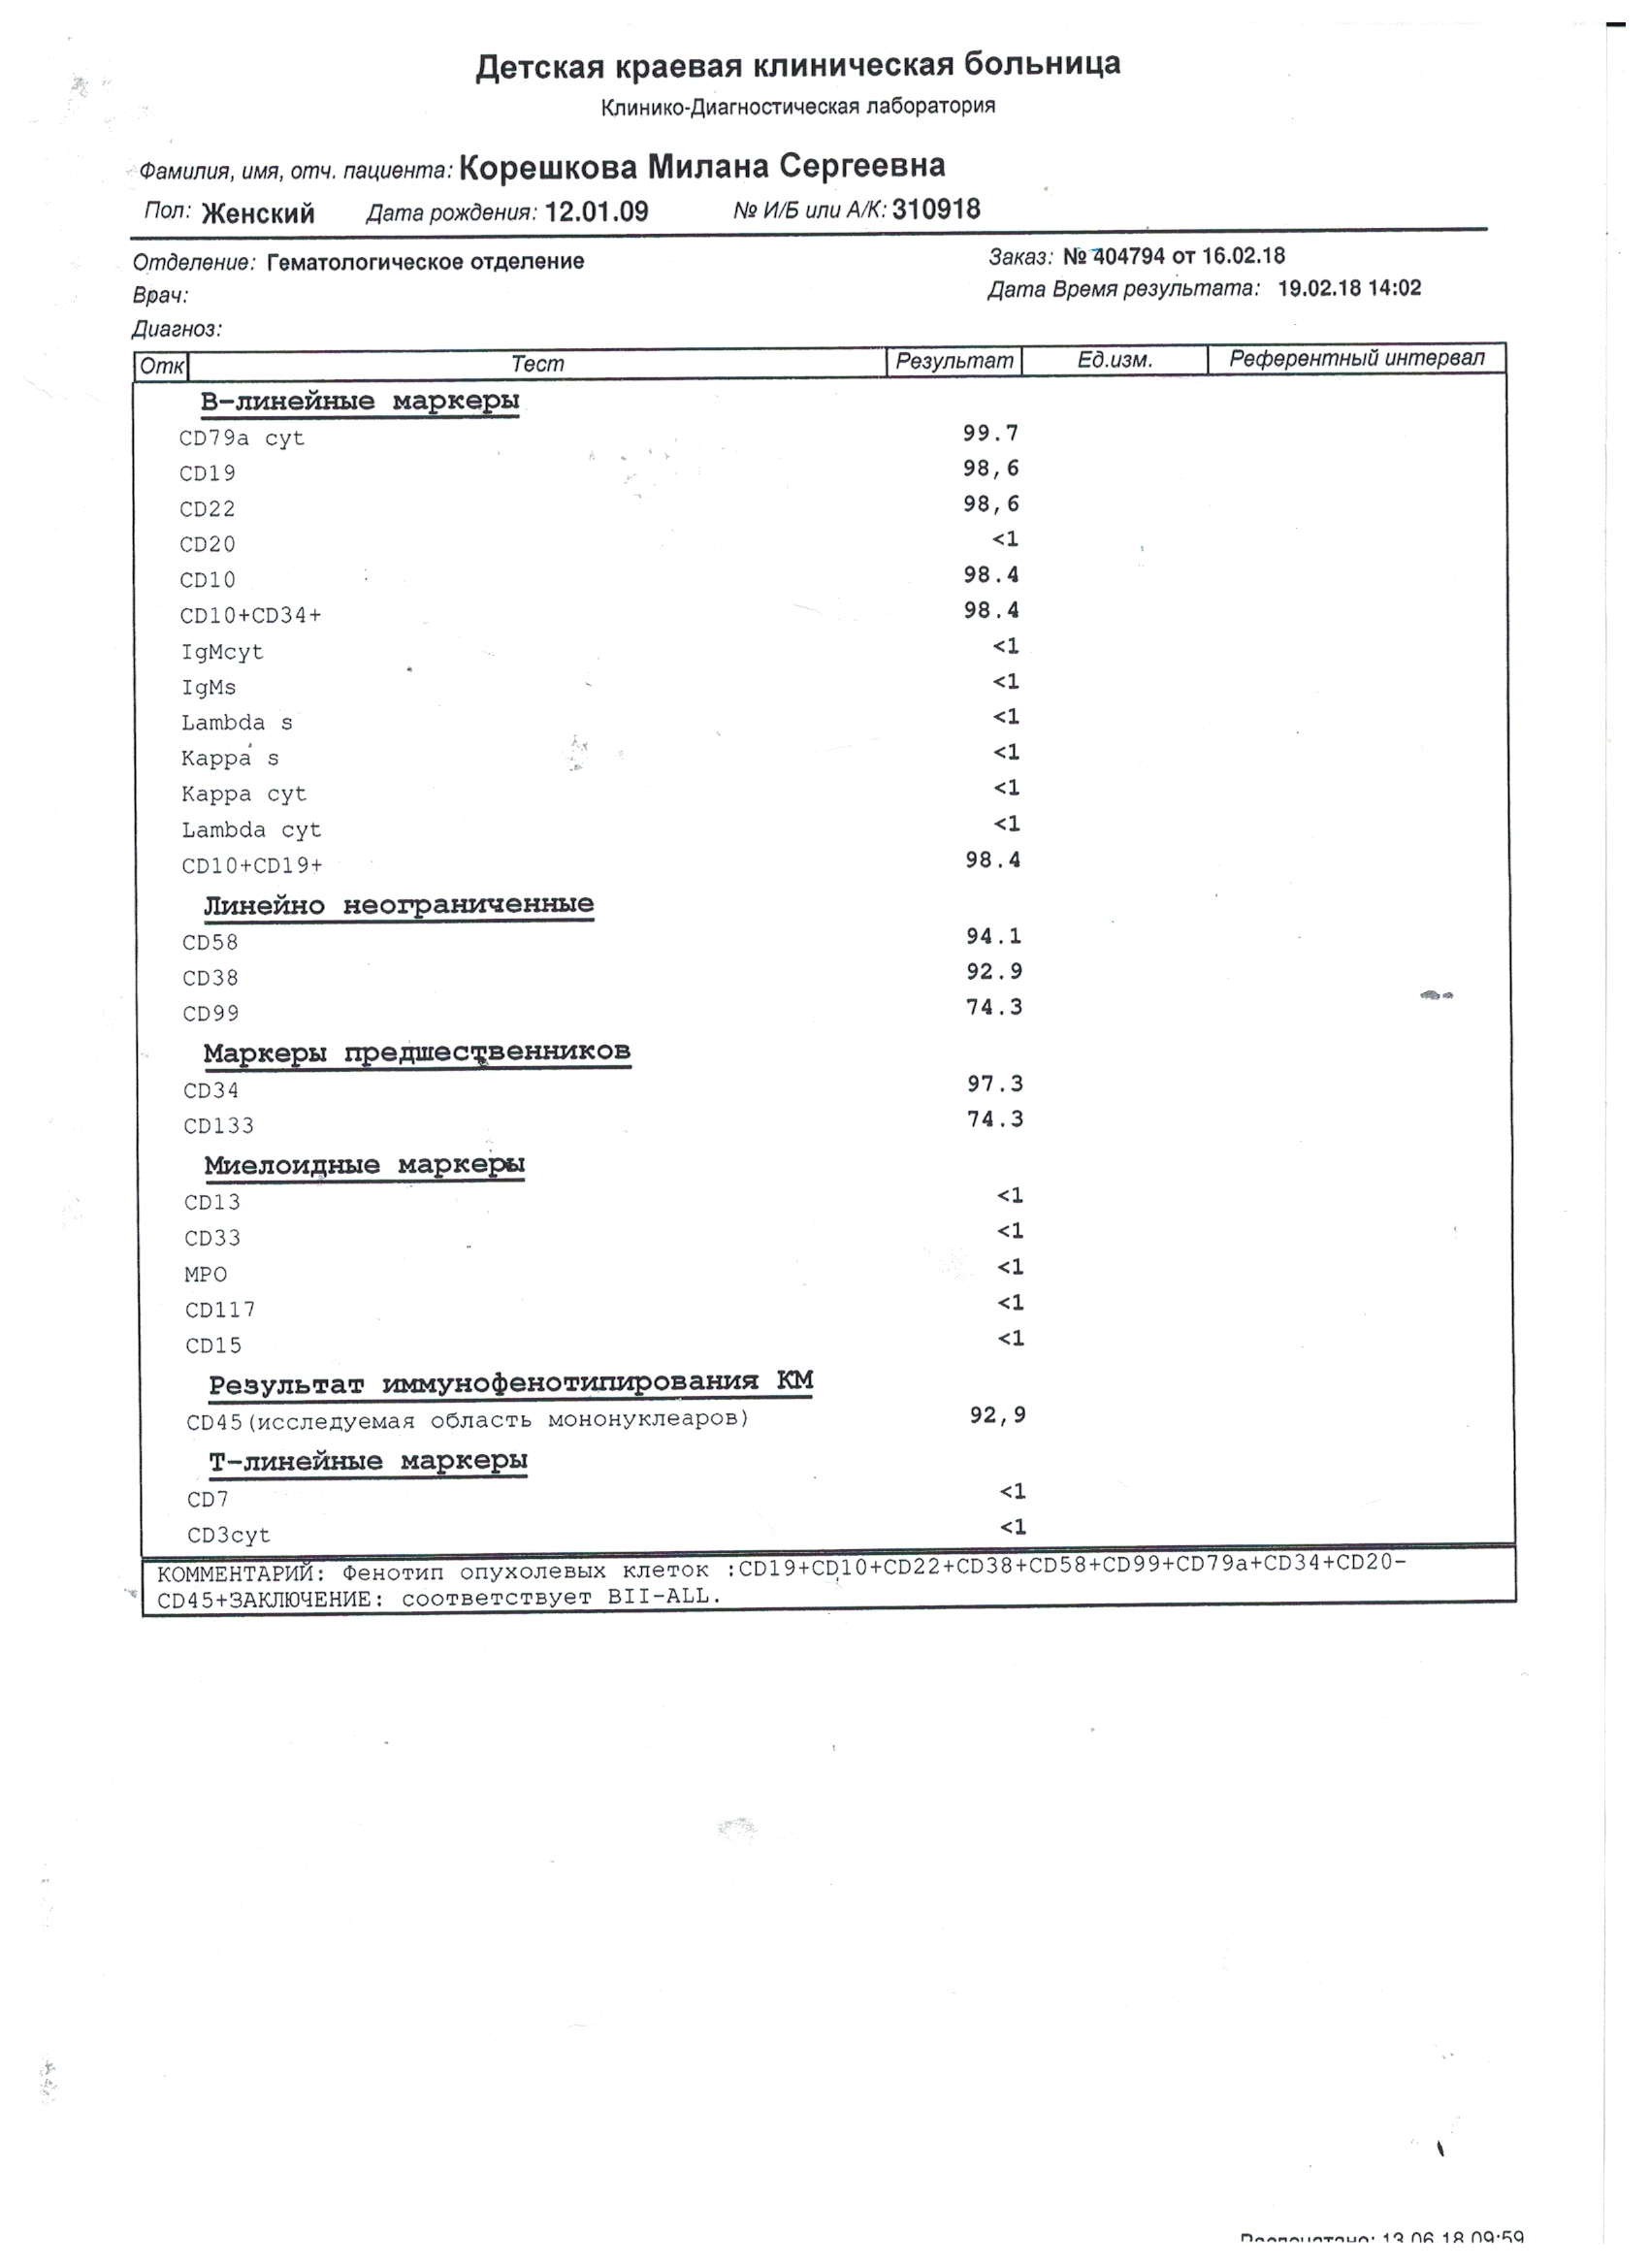 Детская краевая клиническая больница
Клинико-Диагностическая лаборатория
Фамилия, имя, отч. пациента: Корешкова Милана Сергеевна
Пол: Женский Дата рождения: 12.01.09 № И/Б или А/К: 310918
Отделение: Гематологическое отделение Заказ: № 404794 от 16.02.18
Врач: Дата Время результата: 19.02.18 14:02
Диагноз:
Отк Тест Результат Ед.изм. Референтный интервал
В-линейные маркеры
CD79a cyt 99.7
CD19 98,6
CD22 98,6
CD20 <1
CD10 98.4
CD10+CD34+ 98.4
IgMcyt <1
IgMs <1
Lambda s <1
Kappa s <1
Kappa cyt <1
Lambda cyt <1
CD10+CD19+ 98.4
Линейно неограниченные
CD58 94.1
CD38 92.9
CD99 74.3
Маркеры предшественников
CD34 97.3
CD133 74.3
Миелоидные маркеры
CD13 <1
CD33 <1
MPO <1
CD117 <1
CD15 <1
Результат иммунофенотипирования КМ
CD45(исследуемая область мононуклеаров) 92,9
Т-линейные маркеры
CD7 <1
CD3cyt <1
КОММЕНТАРИЙ: Фенотип опухолевых клеток :CD19+CD10+CD22+CD38+CD58+CD99+CD79a+CD34+CD20-
CD45+ЗАКЛЮЧЕНИЕ: соответствует BII-ALL.
Распечатано: 13.06.18 09:59